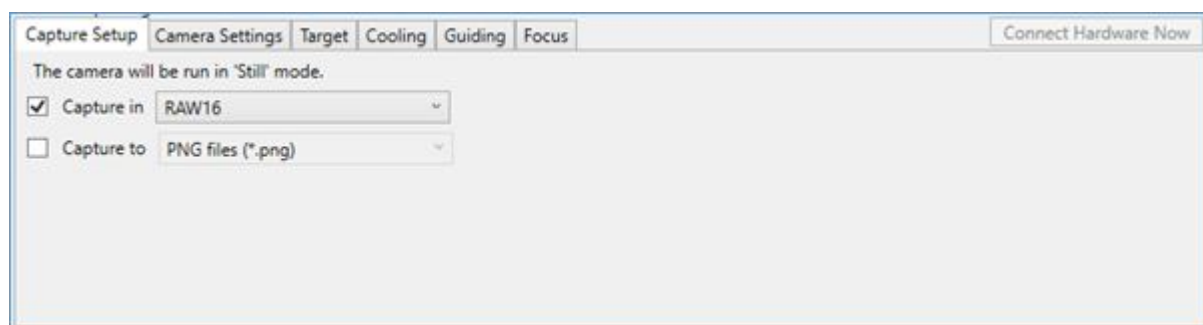 Capture Setup Camera Settings Target Cooling Guiding Focus Connect Hardware Now
The camera will be run in 'Still' mode.
Capture in RAW16
Capture to PNG files (*.png)